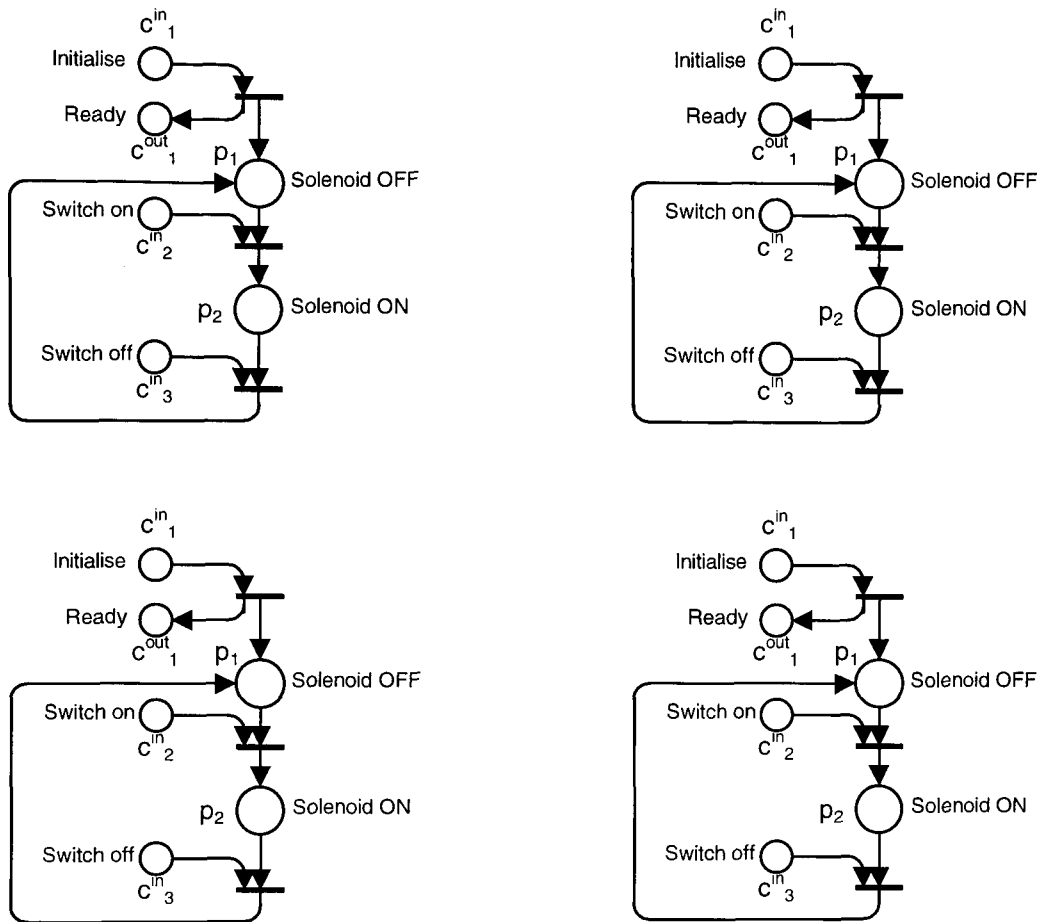 c^in_1
Initialise
Ready
c^out_1
p_1
Solenoid OFF
Switch on
c^in_2
p_2
Solenoid ON
Switch off
c^in_3
c^in_1
Initialise
Ready
c^out_1
p_1
Solenoid OFF
Switch on
c^in_2
p_2
Solenoid ON
Switch off
c^in_3
c^in_1
Initialise
Ready
c^out_1
p_1
Solenoid OFF
Switch on
c^in_2
p_2
Solenoid ON
Switch off
c^in_3
c^in_1
Initialise
Ready
c^out_1
p_1
Solenoid OFF
Switch on
c^in_2
p_2
Solenoid ON
Switch off
c^in_3